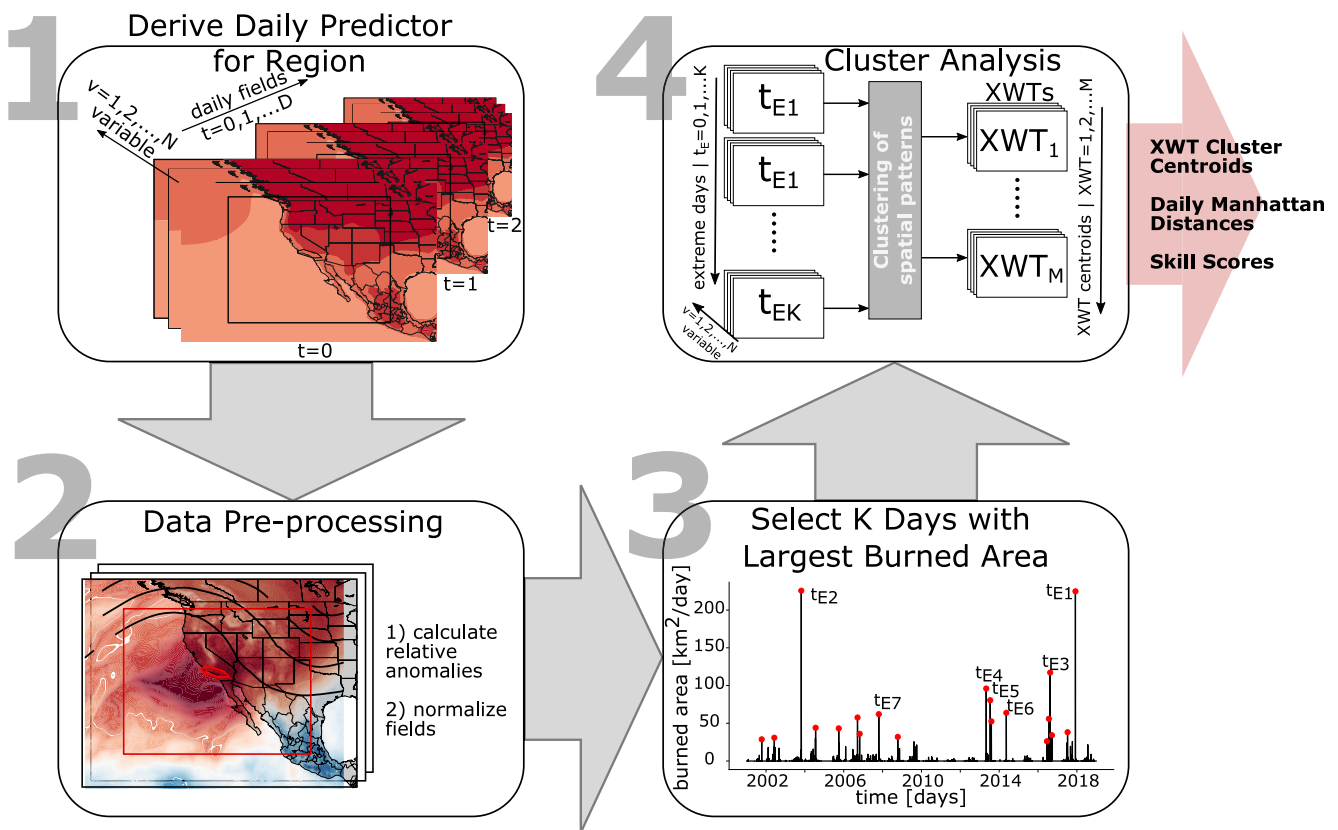 1
Derive Daily Predictor
for Region
v=1,2,...,N
variable
daily fields
t=0,1,...D
t=0
t=1
t=2
2
Data Pre-processing
1) calculate
relative
anomalies
2) normalize
fields
3
Select K Days with
Largest Burned Area
burned area [km²/day]
200
150
100
50
0
tE2
tE7
tE4
tE5
tE6
tE3
tE1
2002
2006
2010
2014
2018
time [days]
4
Cluster Analysis
extreme days | tE=0,1,...K
tE1
tE1
tEK
v=1,2,...,N
variable
Clustering of
spatial patterns
XWTs
XWT1
XWTM
XWT centroids | XWT=1,2,...M
XWT Cluster
Centroids
Daily Manhattan
Distances
Skill Scores